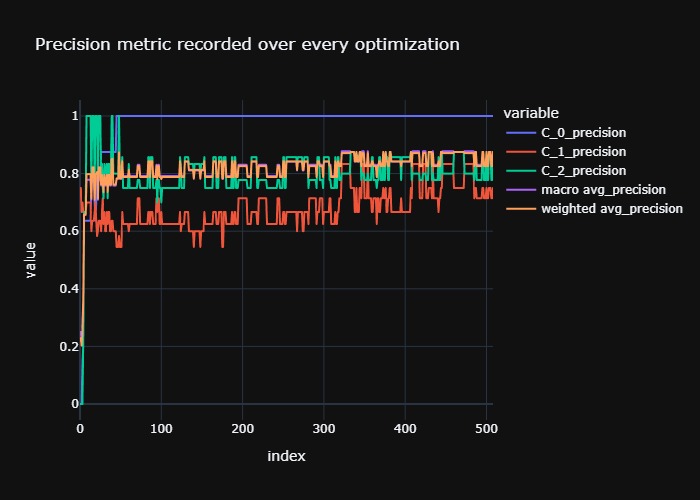 Precision metric recorded over every optimization
variable
C_0_precision
C_1_precision
C_2_precision
macro avg_precision
weighted avg_precision
1
0.8
0.6
0.4
0.2
0
value
0 100 200 300 400 500
index